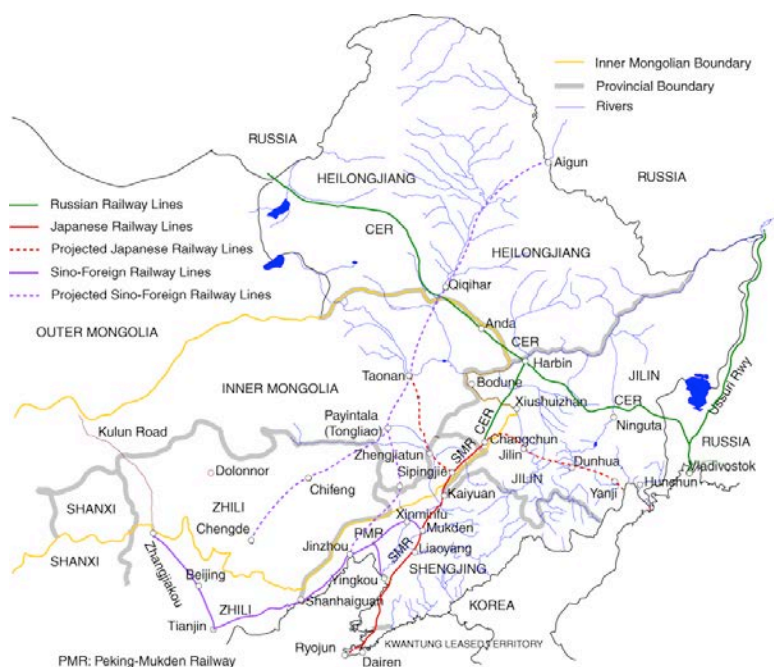 Inner Mongolian Boundary
Provincial Boundary
Rivers
RUSSIA
Aigun
HEILONGJIANG
RUSSIA
Russian Railway Lines
Japanese Railway Lines
Projected Japanese Railway Lines
Sino-Foreign Railway Lines
Projected Sino-Foreign Railway Lines
CER
HEILONGJIANG
Qiqihar
OUTER MONGOLIA
Anda
CER
Harbin
INNER MONGOLIA
Taonan
Bodune
JILIN
Xiushuizhan
CER
Ussuri Rwy
Kulun Road
Payintala
(Tongliao)
CER
Ninguta
RUSSIA
Zhengjiatun
SMR
Changchun
Jilin
Vladivostok
Dolonnor
Sipingjie
Dunhua
Hunshun
SHANXI
ZHILI
Chifeng
Kaiyuan
JILIN
Yanji
Chengde
Xinminfu
Mukden
SHANXI
Zhangjiakou
Jinzhou
PMR
SMR
Liaoyang
Beijing
Yingkou
SHENGJING
ZHILI
Shanhaiguan
KOREA
Tianjin
KWANTUNG LEASED TERRITORY
Ryojun
Dairen
PMR: Peking-Mukden Railway